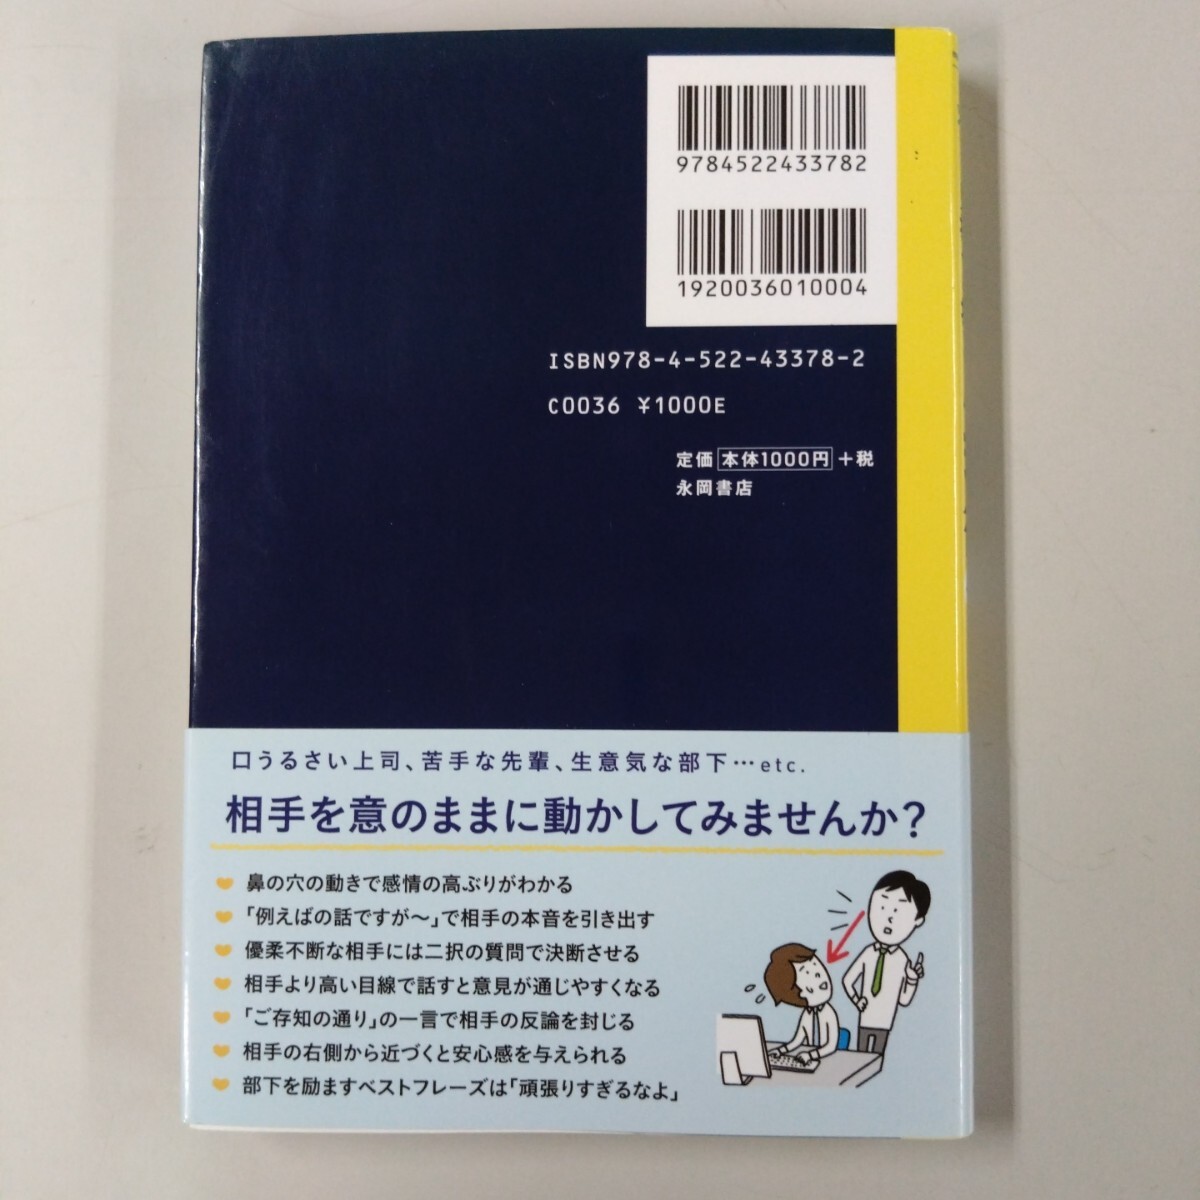 9784522433782
1920036010004
ISBN978-4-522-43378-2
C0036 ¥1000E
定価 本体1000円 +税
永岡書店
口うるさい上司、苦手な先輩、生意気な部下…etc.
相手を意のままに動かしてみませんか?
鼻の穴の動きで感情の高ぶりがわかる
「例えばの話ですが〜」で相手の本音を引き出す
優柔不断な相手には二択の質問で決断させる
相手より高い目線で話すと意見が通じやすくなる
「ご存知の通り」の一言で相手の反論を封じる
相手の右側から近づくと安心感を与えられる
部下を励ますベストフレーズは「頑張りすぎるなよ」